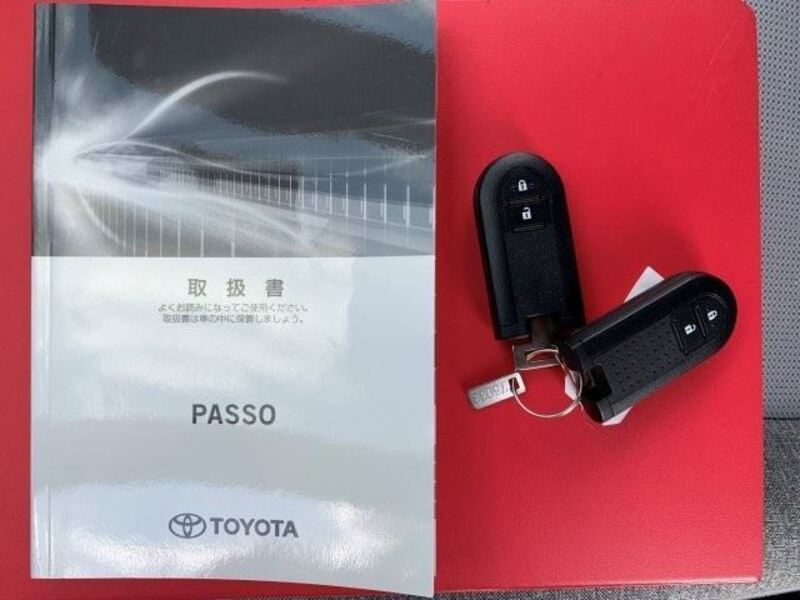 取扱書
よくお読みになってご使用ください。
取扱書は車の中に保管しましょう。
PASSO
TOYOTA